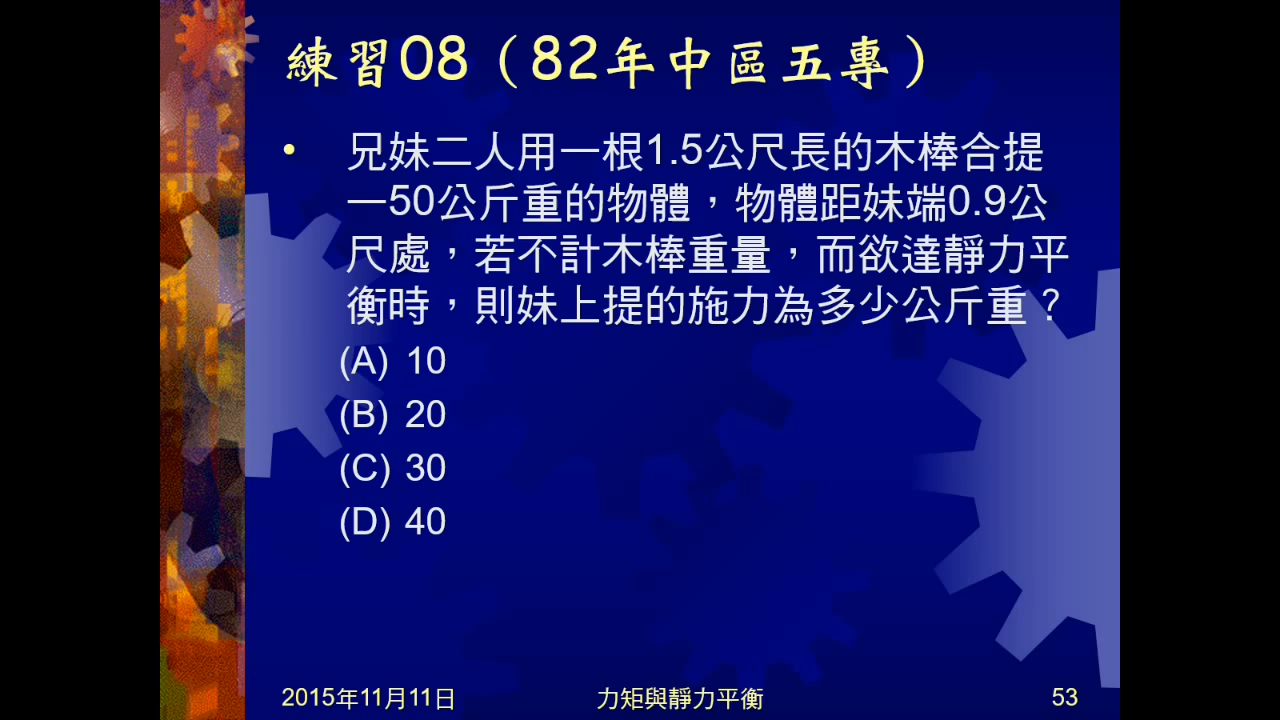 練習08（82年中區五專）
• 兄妹二人用一根1.5公尺長的木棒合提
一50公斤重的物體，物體距妹端0.9公
尺處，若不計木棒重量，而欲達靜力平
衡時，則妹上提的施力為多少公斤重？
(A) 10
(B) 20
(C) 30
(D) 40
2015年11月11日 力矩與靜力平衡 53